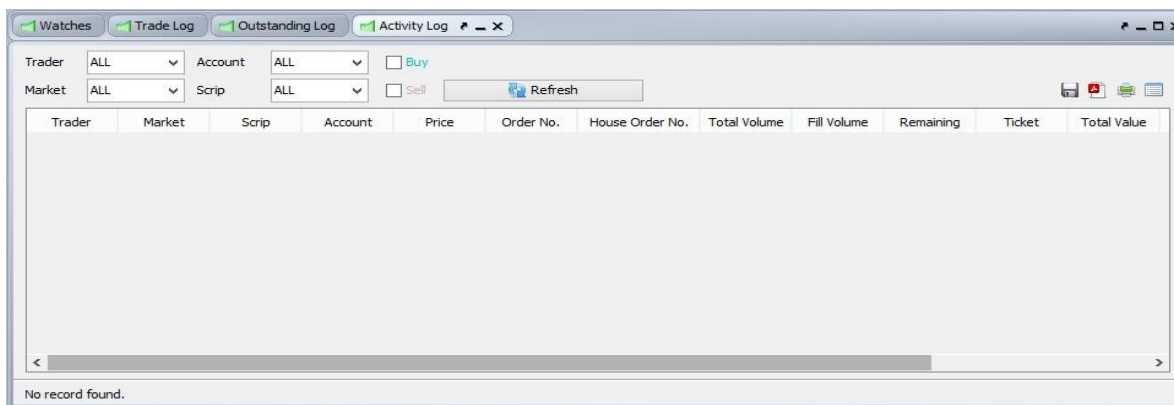 Watches Trade Log Outstanding Log Activity Log
Trader ALL Account ALL Buy
Market ALL Scrip ALL Sell Refresh
Trader Market Scrip Account Price Order No. House Order No. Total Volume Fill Volume Remaining Ticket Total Value
No record found.